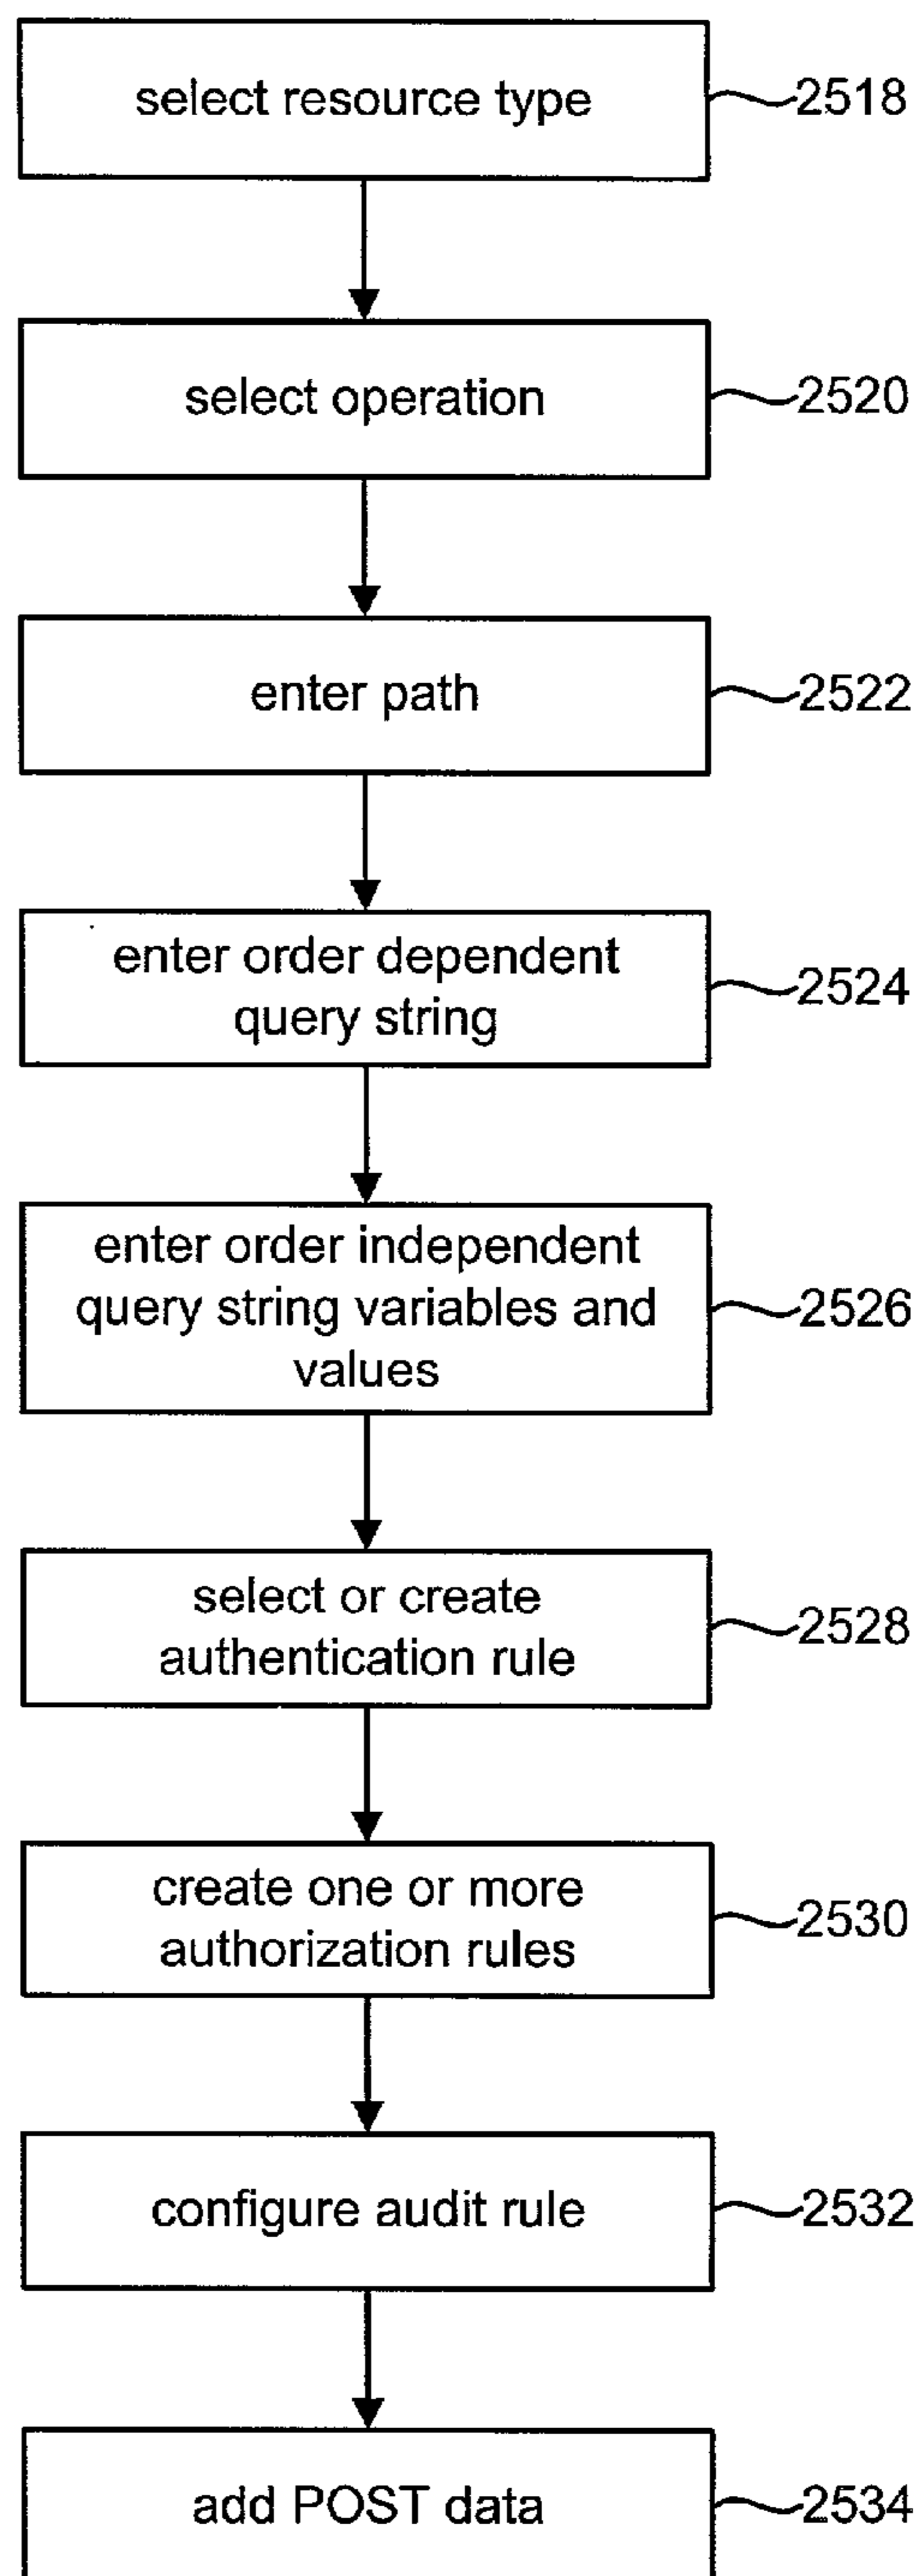 select resource type
2518
select operation
2520
enter path
2522
enter order dependent
query string
2524
enter order independent
query string variables and
values
2526
select or create
authentication rule
2528
create one or more
authorization rules
2530
configure audit rule
2532
add POST data
2534